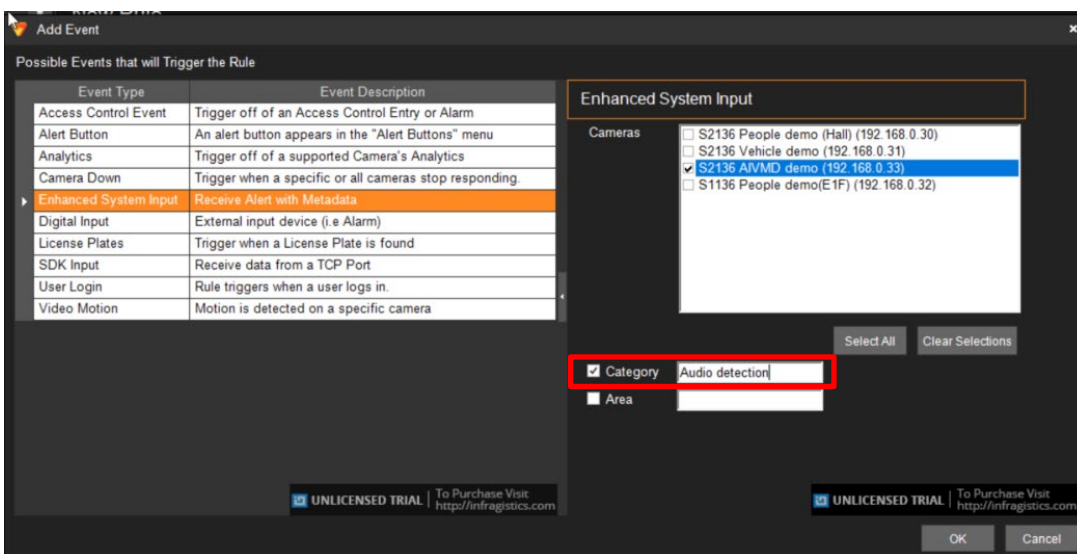 Add Event
Possible Events that will Trigger the Rule
Event Type Event Description
Access Control Event Trigger off of an Access Control Entry or Alarm
Alert Button An alert button appears in the "Alert Buttons" menu
Analytics Trigger off of a supported Camera's Analytics
Camera Down Trigger when a specific or all cameras stop responding.
Enhanced System Input Receive Alert with Metadata
Digital Input External input device (i.e Alarm)
License Plates Trigger when a License Plate is found
SDK Input Receive data from a TCP Port
User Login Rule triggers when a user logs in.
Video Motion Motion is detected on a specific camera
Enhanced System Input
Cameras
S2136 People demo (Hall) (192.168.0.30)
S2136 Vehicle demo (192.168.0.31)
S2136 AIVMD demo (192.168.0.33)
S1136 People demo(E1F) (192.168.0.32)
Select All Clear Selections
Category Audio detection
Area
UNLICENSED TRIAL To Purchase Visit
http://infragistics.com
UNLICENSED TRIAL To Purchase Visit
http://infragistics.com
OK Cancel